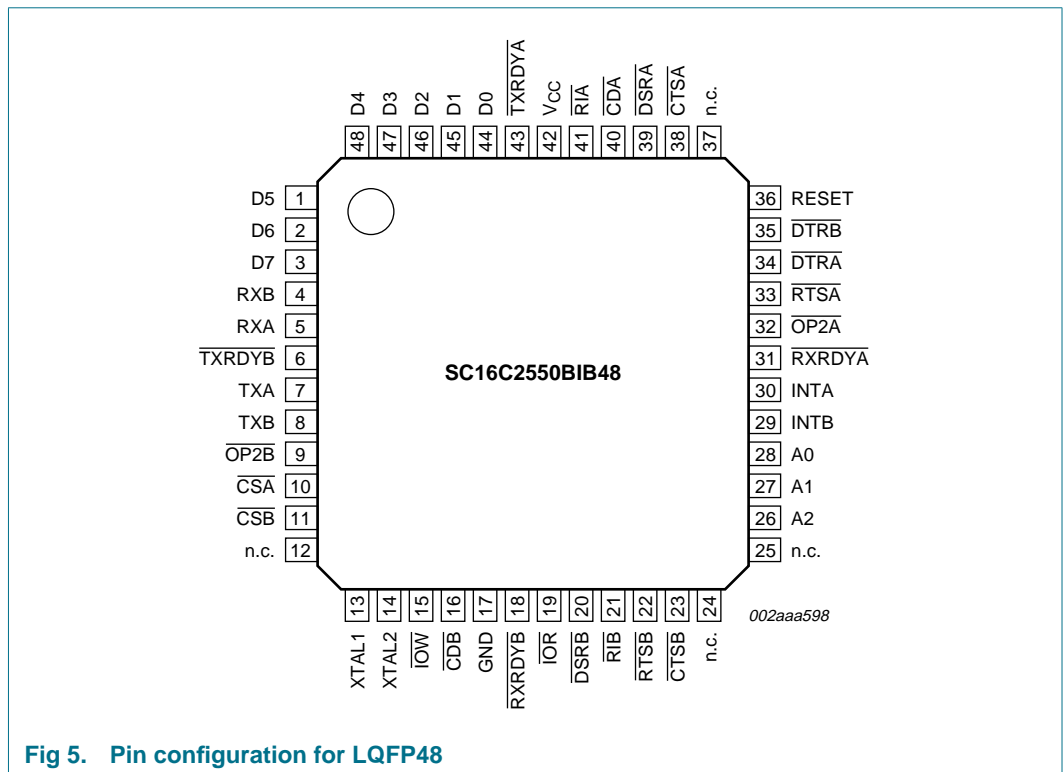 D4
D3
D2
D1
D0
TXRDYA
VCC
RIA
CDA
DSRA
CTSA
n.c.
48
47
46
45
44
43
42
41
40
39
38
37
D5 1
D6 2
D7 3
RXB 4
RXA 5
TXRDYB 6
TXA 7
TXB 8
OP2B 9
CSA 10
CSB 11
n.c. 12
SC16C2550BIB48
36 RESET
35 DTRB
34 DTRA
33 RTSA
32 OP2A
31 RXRDYA
30 INTA
29 INTB
28 A0
27 A1
26 A2
25 n.c.
13
14
15
16
17
18
19
20
21
22
23
24
XTAL1
XTAL2
IOW
CDB
GND
RXRDYB
IOR
DSRB
RIB
RTSB
CTSB
n.c.
002aaa598
Fig 5. Pin configuration for LQFP48